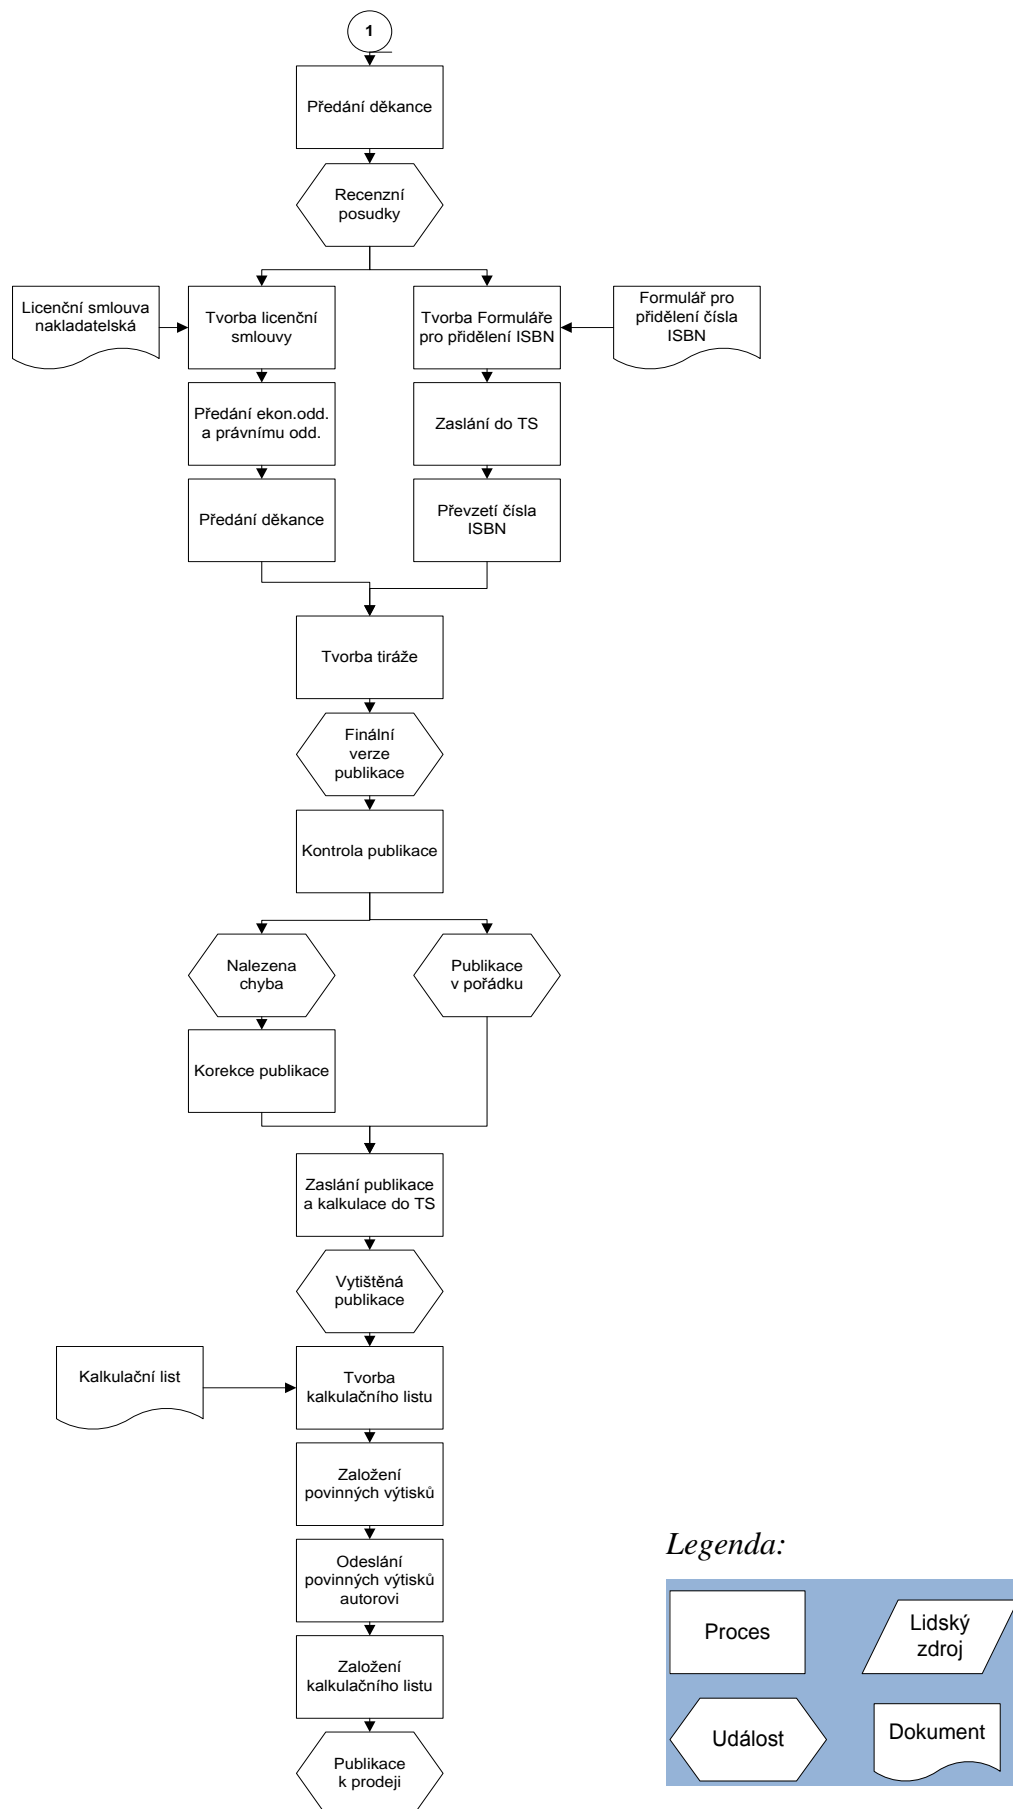 1
Předání děkance
Recenzní
posudky
Licenční smlouva
nakladatelská
Tvorba licenční
smlouvy
Tvorba Formuláře
pro přidělení ISBN
Formulář pro
přidělení čísla
ISBN
Předání ekon.odd.
a právnímu odd.
Zaslání do TS
Předání děkance
Převzetí čísla
ISBN
Tvorba tiráže
Finální
verze
publikace
Kontrola publikace
Nalezena
chyba
Publikace
v pořádku
Korekce publikace
Zaslání publikace
a kalkulace do TS
Vytištěná
publikace
Kalkulační list
Tvorba
kalkulačního listu
Založení
povinných výtisků
Odeslání
povinných výtisků
autorovi
Založení
kalkulačního listu
Publikace
k prodeji
Legenda:
Proces
Lidský
zdroj
Událost
Dokument